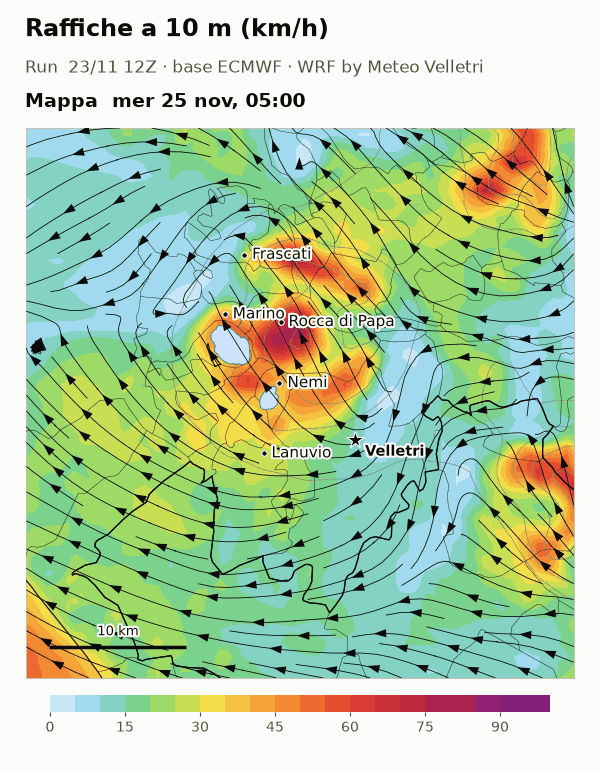 Raffiche a 10 m (km/h)
Run  23/11 12Z · base ECMWF · WRF by Meteo Velletri
Mappa  mer 25 nov, 05:00
Frascati
Marino
Rocca di Papa
Nemi
Velletri
Lanuvio
10 km
0 15 30 45 60 75 90